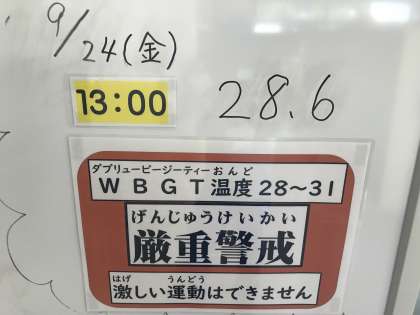 9/24(金)
13:00 28.6
ダブリュービージーティーおんど
WBGT温度28~31
げんじゅうけいかい
厳重警戒
はげ うんどう
激しい運動はできません